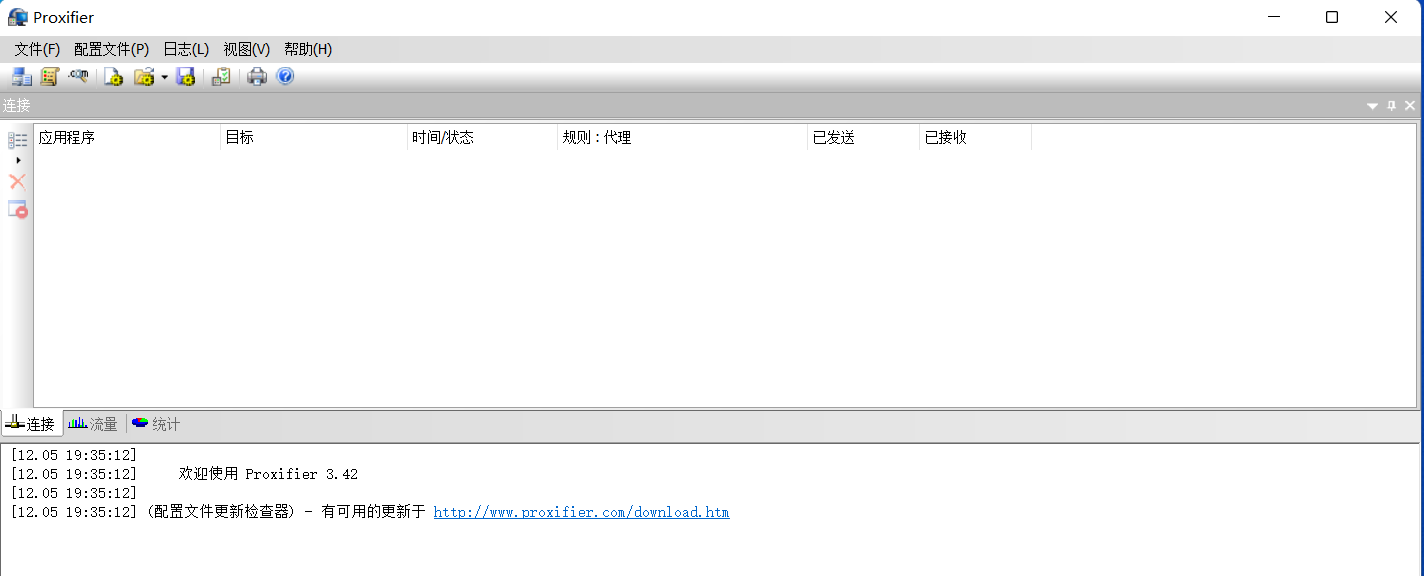 Proxifier
文件(F) 配置文件(P) 日志(L) 视图(V) 帮助(H)
.com
连接
应用程序 目标 时间/状态 规则：代理 已发送 已接收
连接 流量 统计
[12.05 19:35:12]
[12.05 19:35:12] 欢迎使用 Proxifier 3.42
[12.05 19:35:12]
[12.05 19:35:12] (配置文件更新检查器) - 有可用的更新于 http://www.proxifier.com/download.htm